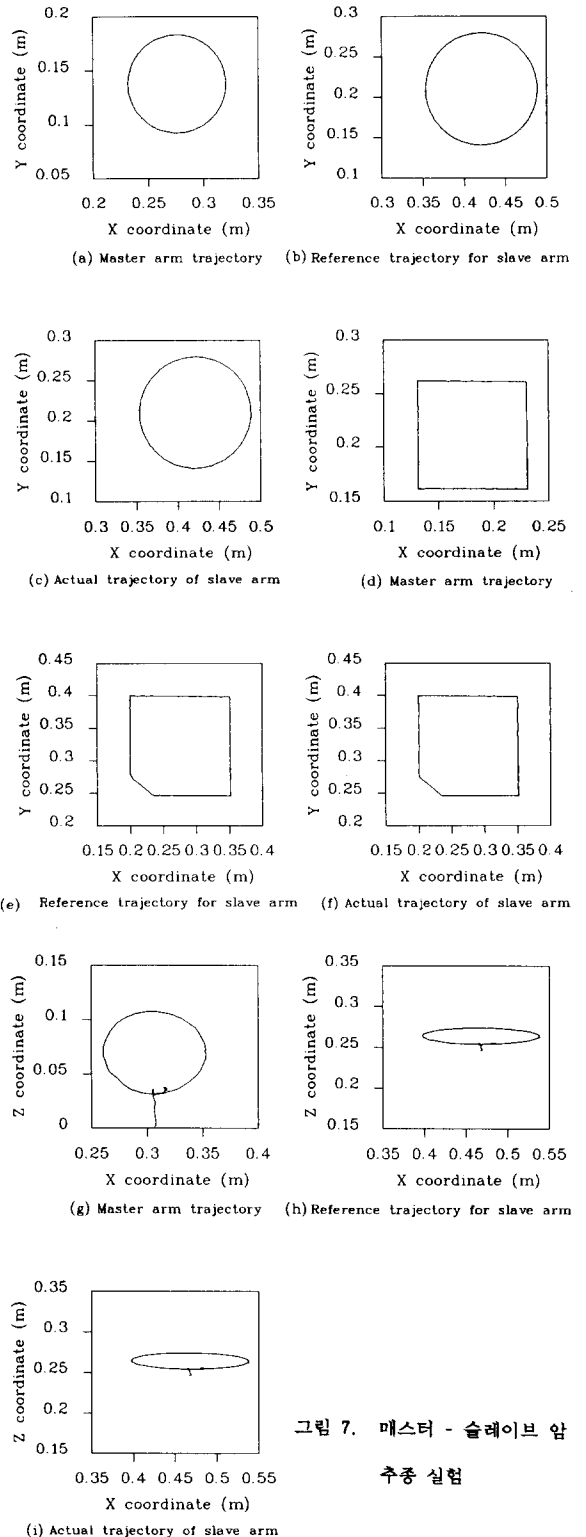 0.2
0.15
0.1
0.05
Y coordinate (m)
0.2 0.25 0.3 0.35
X coordinate (m)
(a) Master arm trajectory
0.3
0.25
0.2
0.15
0.1
Y coordinate (m)
0.3 0.35 0.4 0.45 0.5
X coordinate (m)
(b) Reference trajectory for slave arm
0.3
0.25
0.2
0.15
0.1
Y coordinate (m)
0.3 0.35 0.4 0.45 0.5
X coordinate (m)
(c) Actual trajectory of slave arm
0.3
0.25
0.2
0.15
Y coordinate (m)
0.1 0.15 0.2 0.25
X coordinate (m)
(d) Master arm trajectory
0.45
0.4
0.35
0.3
0.25
0.2
Y coordinate (m)
0.15 0.2 0.25 0.3 0.35 0.4
X coordinate (m)
(e) Reference trajectory for slave arm
0.45
0.4
0.35
0.3
0.25
0.2
Y coordinate (m)
0.15 0.2 0.25 0.3 0.35 0.4
X coordinate (m)
(f) Actual trajectory of slave arm
0.15
0.1
0.05
0
Z coordinate (m)
0.25 0.3 0.35 0.4
X coordinate (m)
(g) Master arm trajectory
0.35
0.3
0.25
0.2
0.15
Z coordinate (m)
0.35 0.4 0.45 0.5 0.55
X coordinate (m)
(h) Reference trajectory for slave arm
0.35
0.3
0.25
0.2
0.15
Z coordinate (m)
0.35 0.4 0.45 0.5 0.55
X coordinate (m)
(i) Actual trajectory of slave arm
그림 7. 매스터 - 슬레이브 암
추종 실험